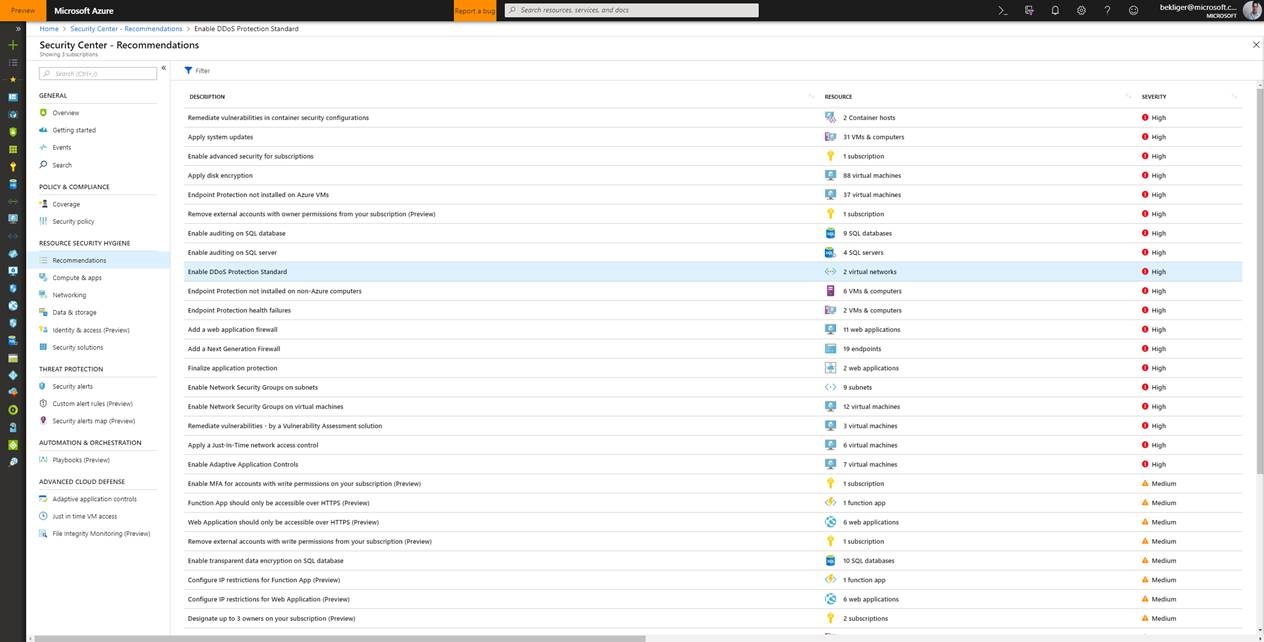 Preview Microsoft Azure Report a bug Search resources, services, and docs bekliger@microsoft.c...
MICROSOFT
Home > Security Center - Recommendations > Enable DDoS Protection Standard
Security Center - Recommendations
Showing 3 subscriptions
Search (Ctrl+/)
GENERAL
Overview
Getting started
Events
Search
POLICY & COMPLIANCE
Coverage
Security policy
RESOURCE SECURITY HYGIENE
Recommendations
Compute & apps
Networking
Data & storage
Identity & access (Preview)
Security solutions
THREAT PROTECTION
Security alerts
Custom alert rules (Preview)
Security alerts map (Preview)
AUTOMATION & ORCHESTRATION
Playbooks (Preview)
ADVANCED CLOUD DEFENSE
Adaptive application controls
Just in time VM access
File Integrity Monitoring (Preview)
Filter
DESCRIPTION RESOURCE SEVERITY
Remediate vulnerabilities in container security configurations 2 Container hosts High
Apply system updates 31 VMs & computers High
Enable advanced security for subscriptions 1 subscription High
Apply disk encryption 88 virtual machines High
Endpoint Protection not installed on Azure VMs 37 virtual machines High
Remove external accounts with owner permissions from your subscription (Preview) 1 subscription High
Enable auditing on SQL database 9 SQL databases High
Enable auditing on SQL server 4 SQL servers High
Enable DDoS Protection Standard 2 virtual networks High
Endpoint Protection not installed on non-Azure computers 6 VMs & computers High
Endpoint Protection health failures 2 VMs & computers High
Add a web application firewall 11 web applications High
Add a Next Generation Firewall 19 endpoints High
Finalize application protection 2 web applications High
Enable Network Security Groups on subnets 9 subnets High
Enable Network Security Groups on virtual machines 12 virtual machines High
Remediate vulnerabilities - by a Vulnerability Assessment solution 3 virtual machines High
Apply a Just-In-Time network access control 6 virtual machines High
Enable Adaptive Application Controls 7 virtual machines High
Enable MFA for accounts with write permissions on your subscription (Preview) 1 subscription Medium
Function App should only be accessible over HTTPS (Preview) 1 function app Medium
Web Application should only be accessible over HTTPS (Preview) 6 web applications Medium
Remove external accounts with write permissions from your subscription (Preview) 1 subscription Medium
Enable transparent data encryption on SQL database 10 SQL databases Medium
Configure IP restrictions for Function App (Preview) 1 function app Medium
Configure IP restrictions for Web Application (Preview) 6 web applications Medium
Designate up to 3 owners on your subscription (Preview) 2 subscriptions Medium